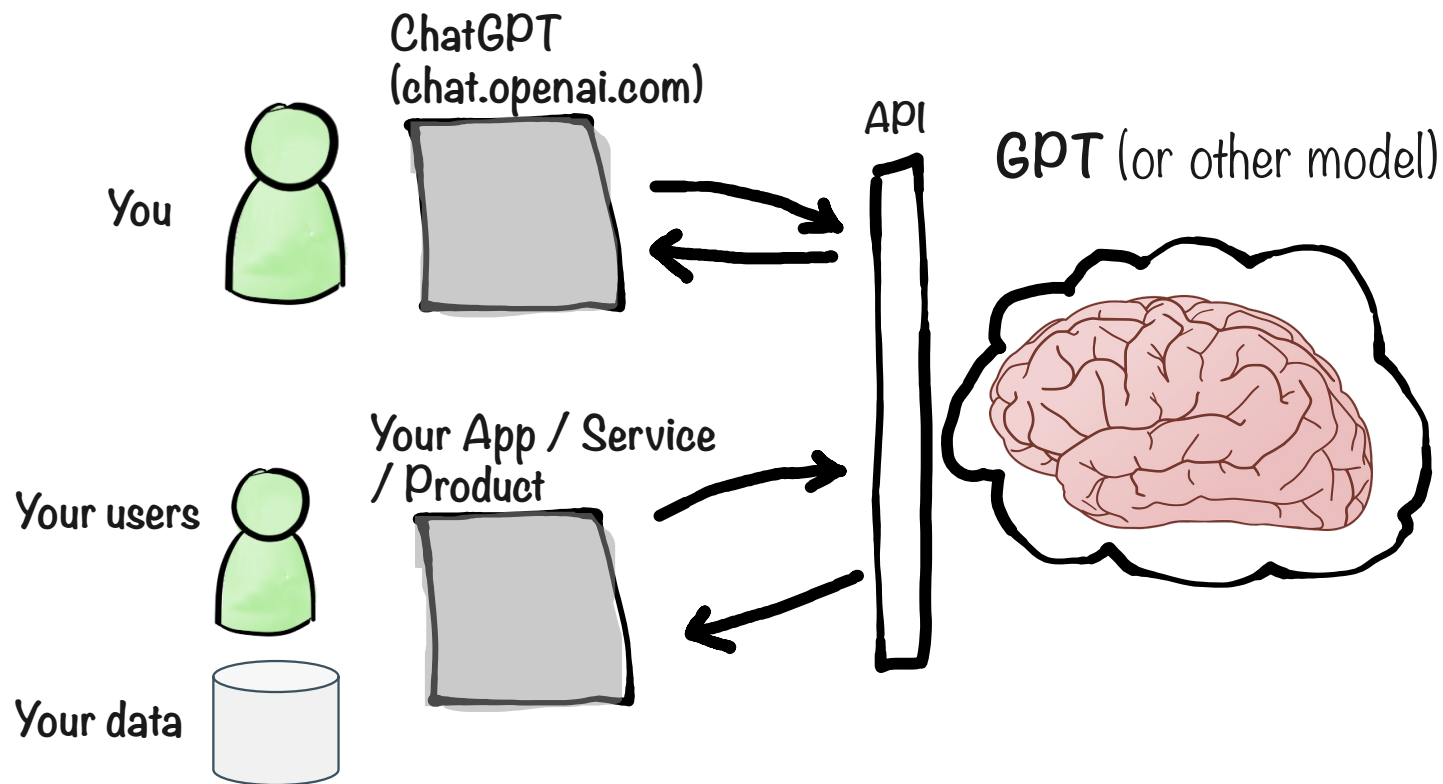 ChatGPT
(chat.openai.com)
API
GPT (or other model)
You
Your App / Service
/ Product
Your users
Your data